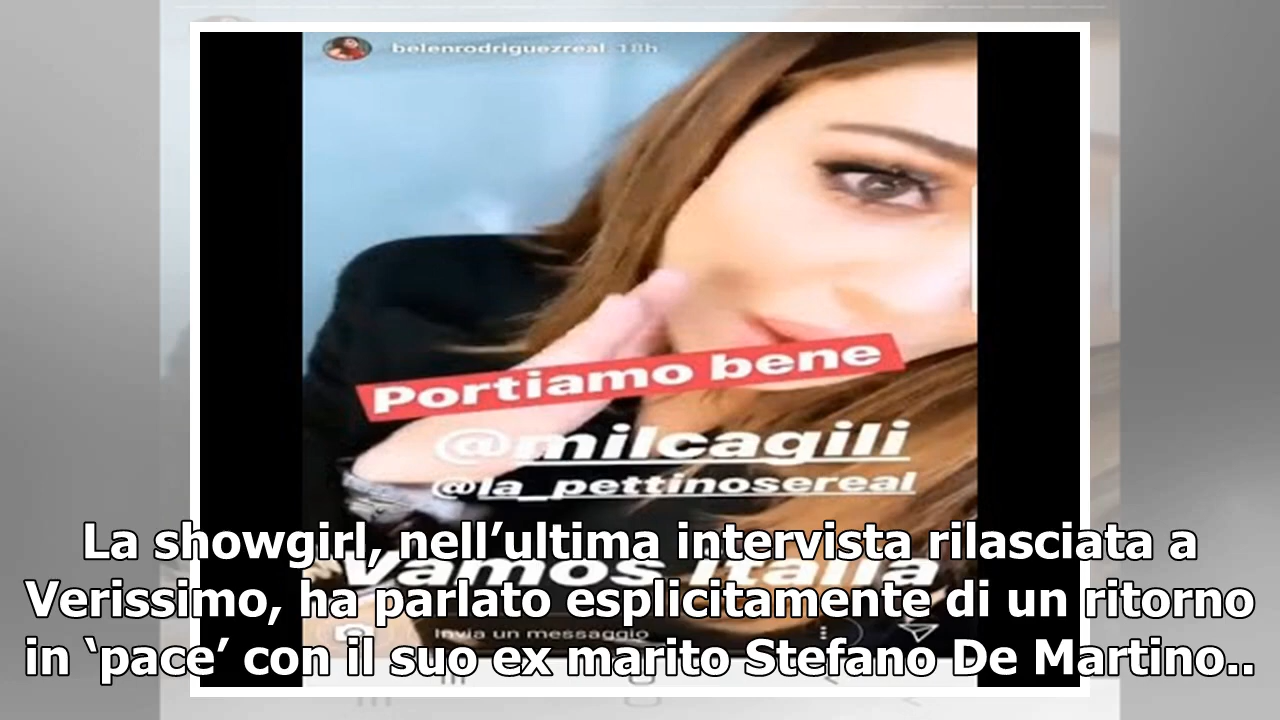 belenrodriguezreal 18h
Portiamo bene
@milcagili
@la_pettinosereal
Vamos italia
Invia un messaggio
La showgirl, nell’ultima intervista rilasciata a
Verissimo, ha parlato esplicitamente di un ritorno
in ‘pace’ con il suo ex marito Stefano De Martino..